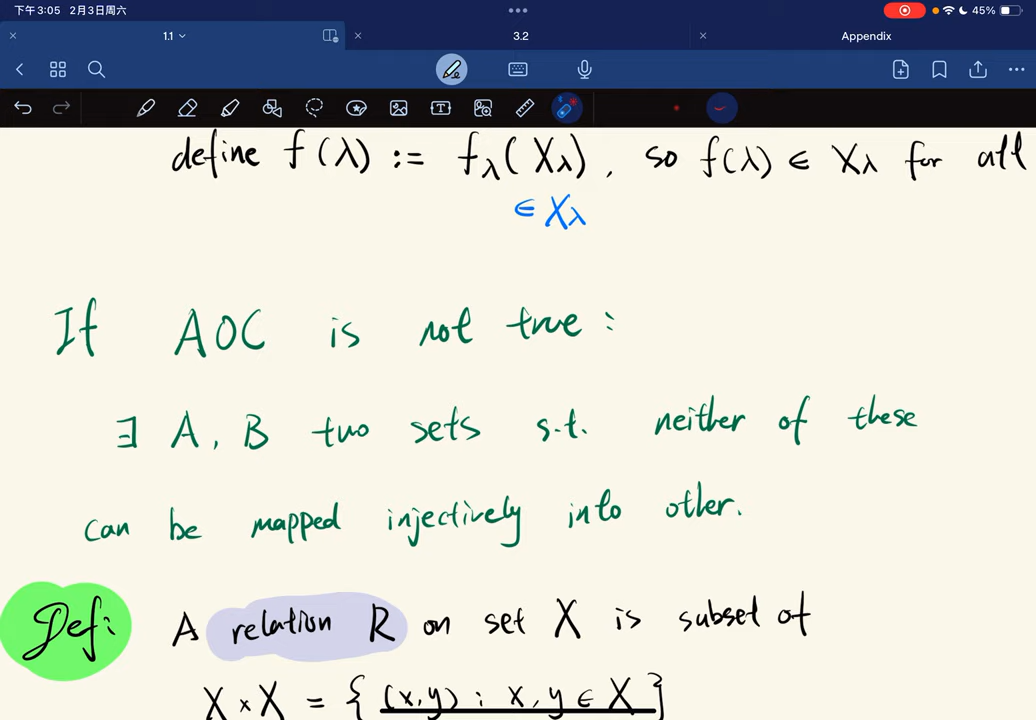 下午3:05 2月3日周六
45%
1.1
3.2
Appendix
define f(λ) := fλ(Xλ), so f(λ) ∈ Xλ for all
∈ Xλ
If AOC is not true :
∃ A, B two sets s.t. neither of these
can be mapped injectively into other.
Def: A relation R on set X is subset of
X × X = { (x,y) : x, y ∈ X }